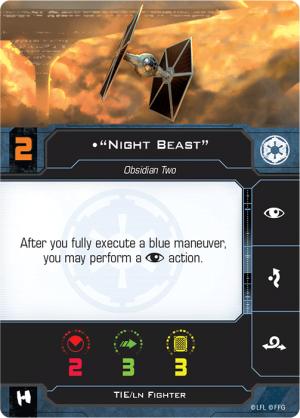 2
•“Night Beast”
Obsidian Two
After you fully execute a blue maneuver,
you may perform a action.
2 3 3
TIE/ln Fighter
©LFL ©FFG